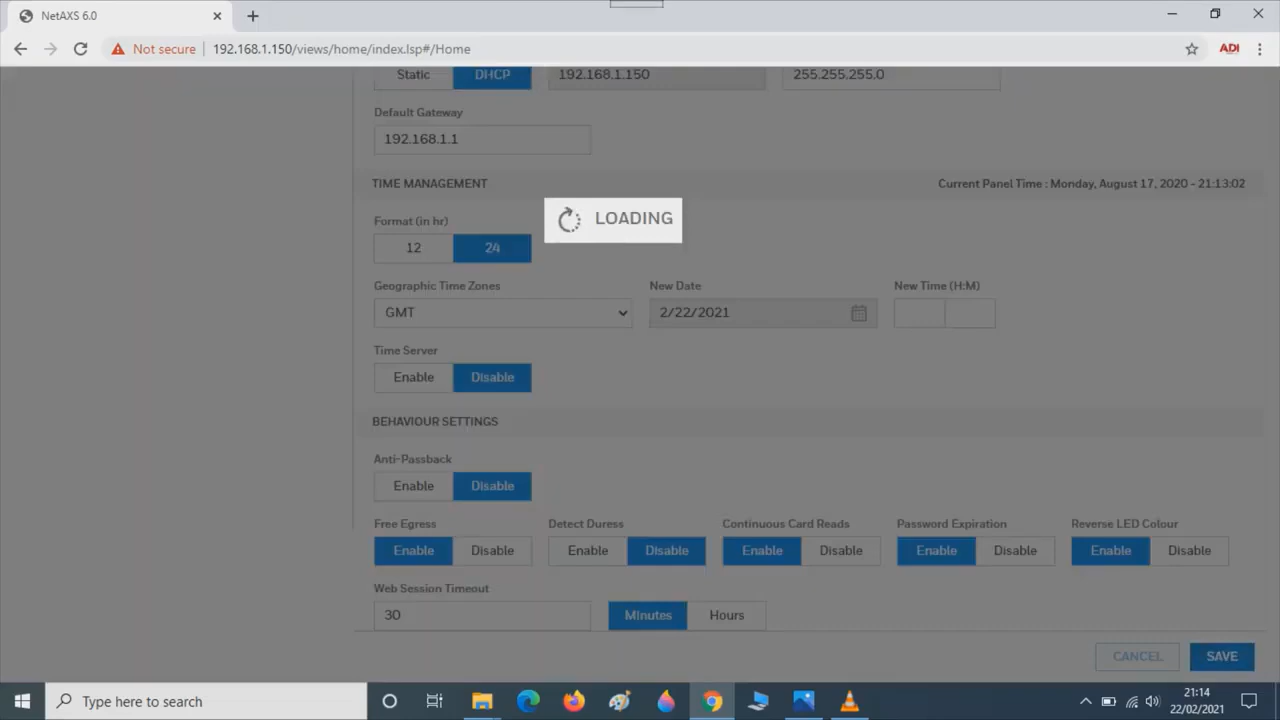 NetAXS 6.0
Not secure 192.168.1.150/views/home/index.lsp#/Home ADI
Static DHCP 192.168.1.150 255.255.255.0
Default Gateway
192.168.1.1
TIME MANAGEMENT Current Panel Time : Monday, August 17, 2020 - 21:13:02
LOADING
Format (in hr)
12 24
Geographic Time Zones New Date New Time (H:M)
GMT 2/22/2021
Time Server
Enable Disable
BEHAVIOUR SETTINGS
Anti-Passback
Enable Disable
Free Egress Detect Duress Continuous Card Reads Password Expiration Reverse LED Colour
Enable Disable Enable Disable Enable Disable Enable Disable Enable Disable
Web Session Timeout
30 Minutes Hours
CANCEL SAVE
Type here to search
21:14
22/02/2021